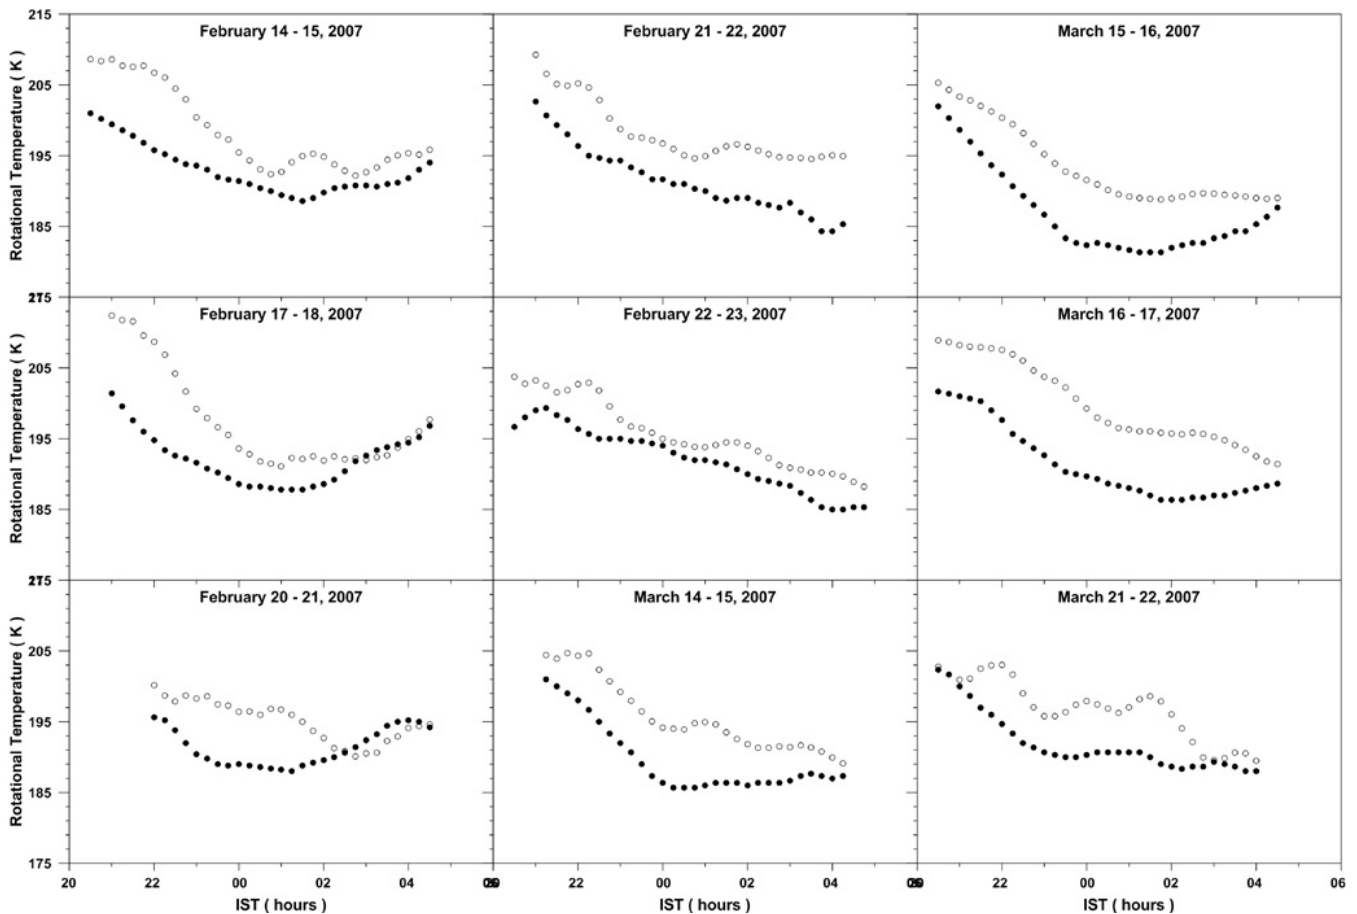 215
205
195
185
Rotational Temperature ( K )
February 14 - 15, 2007
February 21 - 22, 2007
March 15 - 16, 2007
205
195
185
Rotational Temperature ( K )
February 17 - 18, 2007
February 22 - 23, 2007
March 16 - 17, 2007
205
195
185
175
Rotational Temperature ( K )
February 20 - 21, 2007
March 14 - 15, 2007
March 21 - 22, 2007
20 22 00 02 04 22 00 02 04 22 00 02 04 06
IST ( hours ) IST ( hours ) IST ( hours )